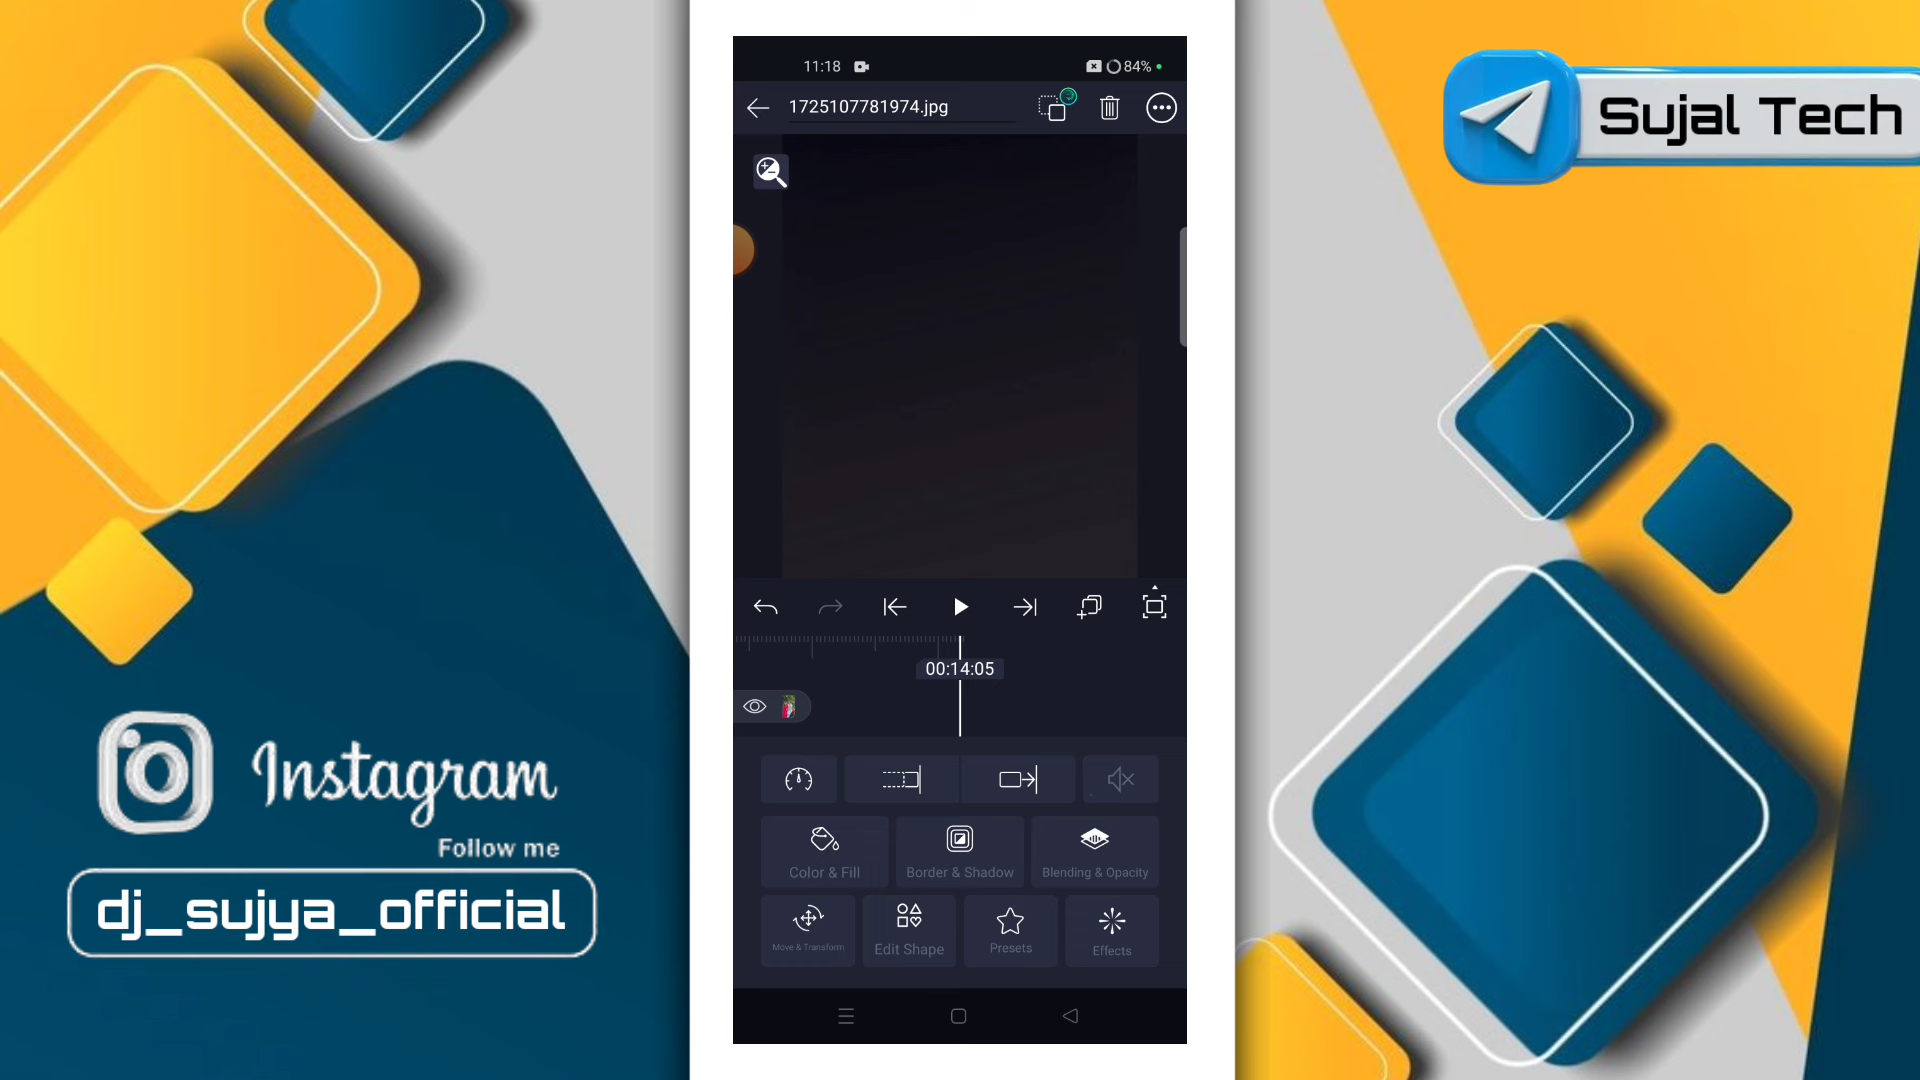 11:18
84%
1725107781974.jpg
Sujal Tech
00:14:05
Color & Fill
Border & Shadow
Blending & Opacity
Move & Transform
Edit Shape
Presets
Effects
Instagram
Follow me
dj_sujya_official